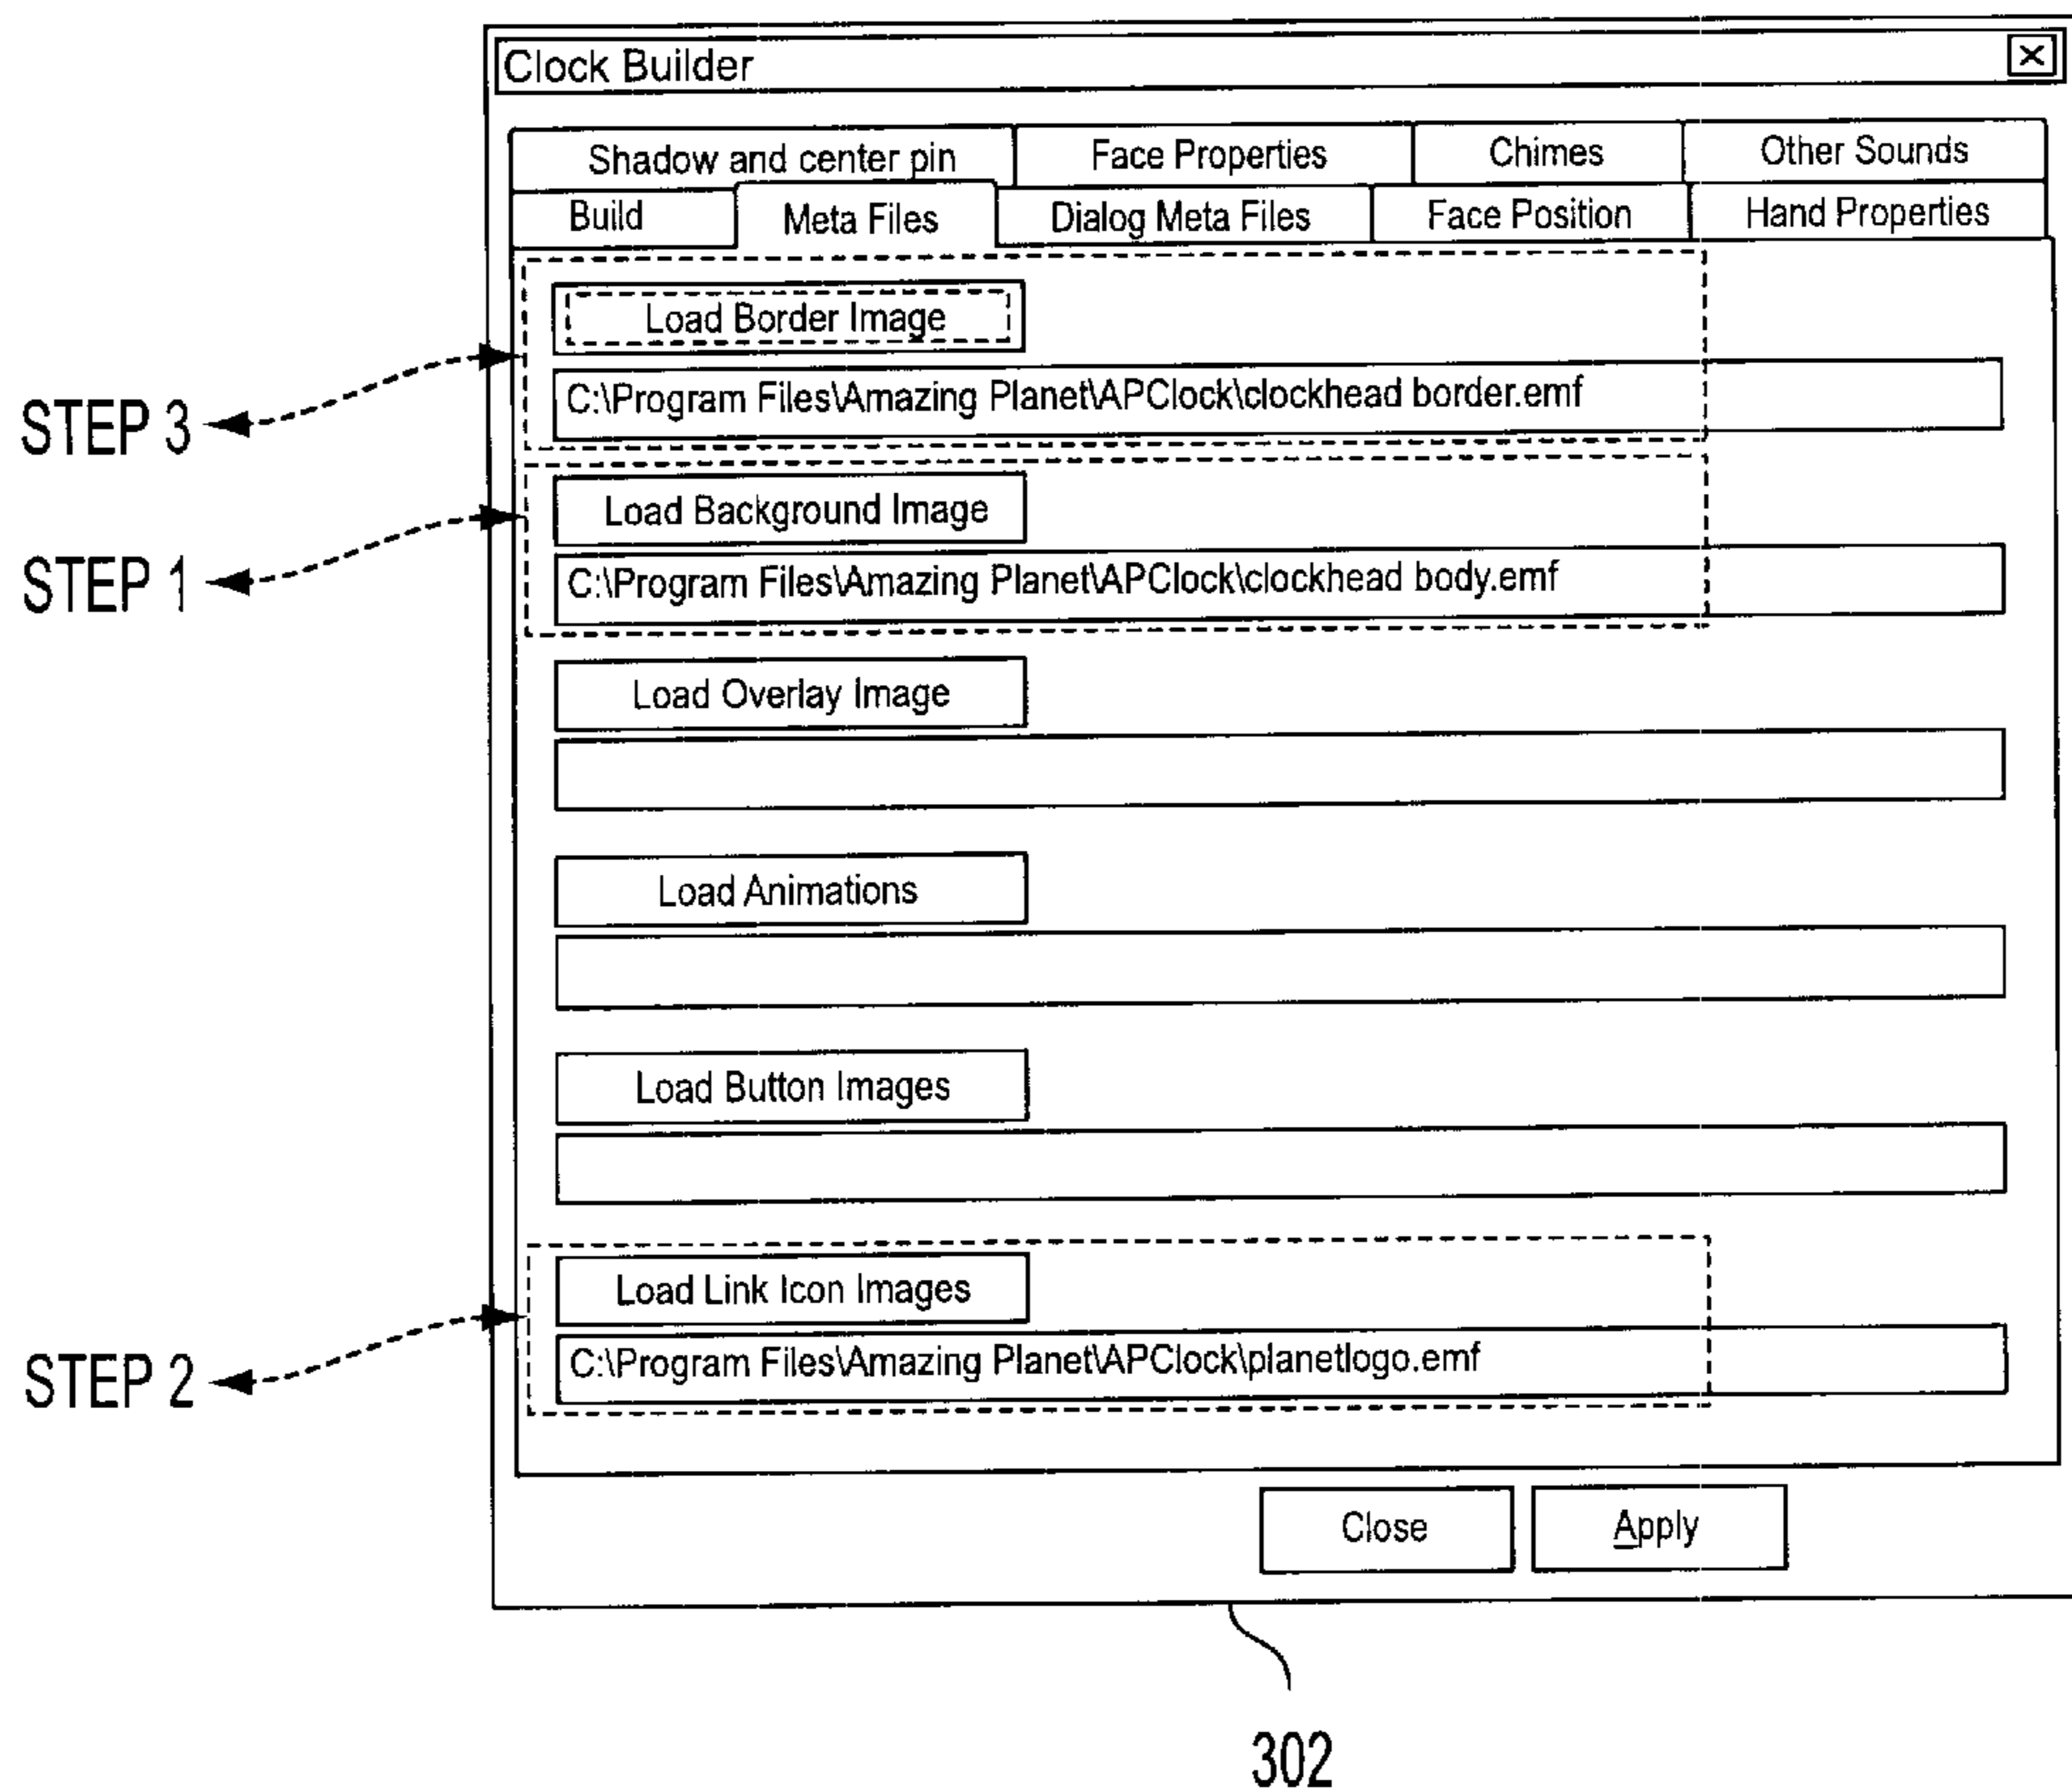 Clock Builder
Shadow and center pin Face Properties Chimes Other Sounds
Build Meta Files Dialog Meta Files Face Position Hand Properties
Load Border Image
C:\Program Files\Amazing Planet\APClock\clockhead border.emf
STEP 3
Load Background Image
C:\Program Files\Amazing Planet\APClock\clockhead body.emf
STEP 1
Load Overlay Image
Load Animations
Load Button Images
Load Link Icon Images
C:\Program Files\Amazing Planet\APClock\planetlogo.emf
STEP 2
Close Apply
302